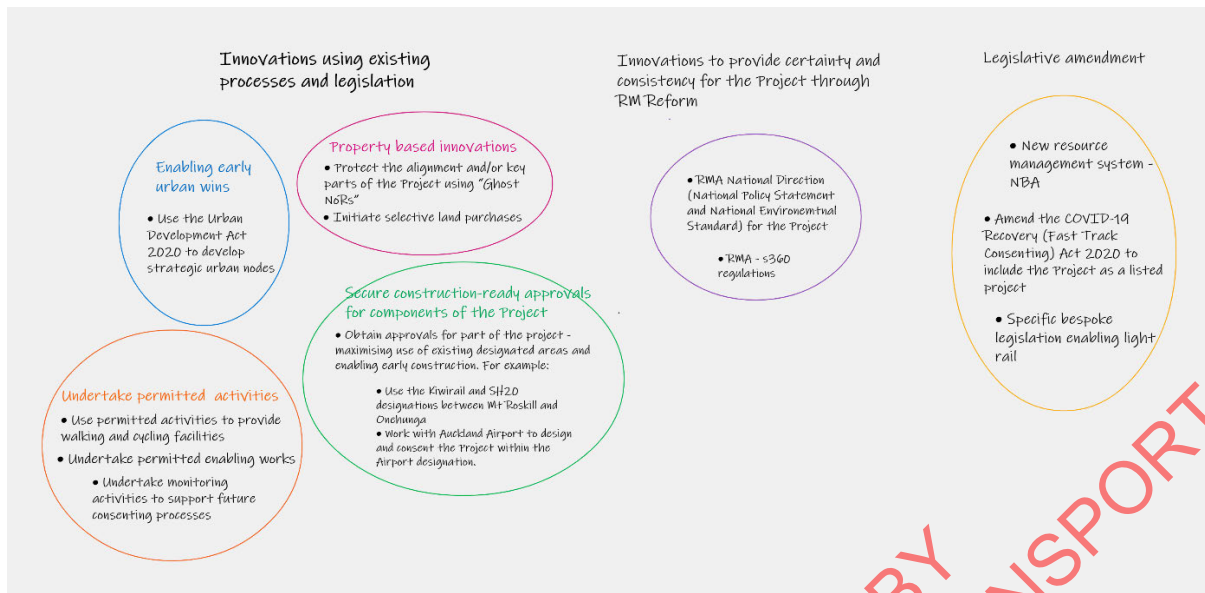 Innovations using existing
processes and legislation
Enabling early
urban wins
• Use the Urban
Development Act
2020 to develop
strategic urban nodes
Property based innovations
• Protect the alignment and/or key
parts of the Project using "Ghost
NoRs"
• Initiate selective land purchases
Secure construction-ready approvals
for components of the Project
• Obtain approvals for part of the project -
maximising use of existing designated areas and
enabling early construction. For example:
• Use the Kiwirail and SH20
designations between Mt Roskill and
Onehunga
• Work with Auckland Airport to design
and consent the Project within the
Airport designation.
Undertake permitted activities
• Use permitted activities to provide
walking and cycling facilities
• Undertake permitted enabling works
• Undertake monitoring
activities to support future
consenting processes
Innovations to provide certainty and
consistency for the Project through
RM Reform
• RMA National Direction
(National Policy Statement
and National Environemtnal
Standard) for the Project
• RMA - s360
regulations
Legislative amendment
• New resource
management system -
NBA
• Amend the COVID-19
Recovery (Fast Track
Consenting) Act 2020 to
include the Project as a listed
project
• Specific bespoke
legislation enabling light
rail
BY
NSPORT